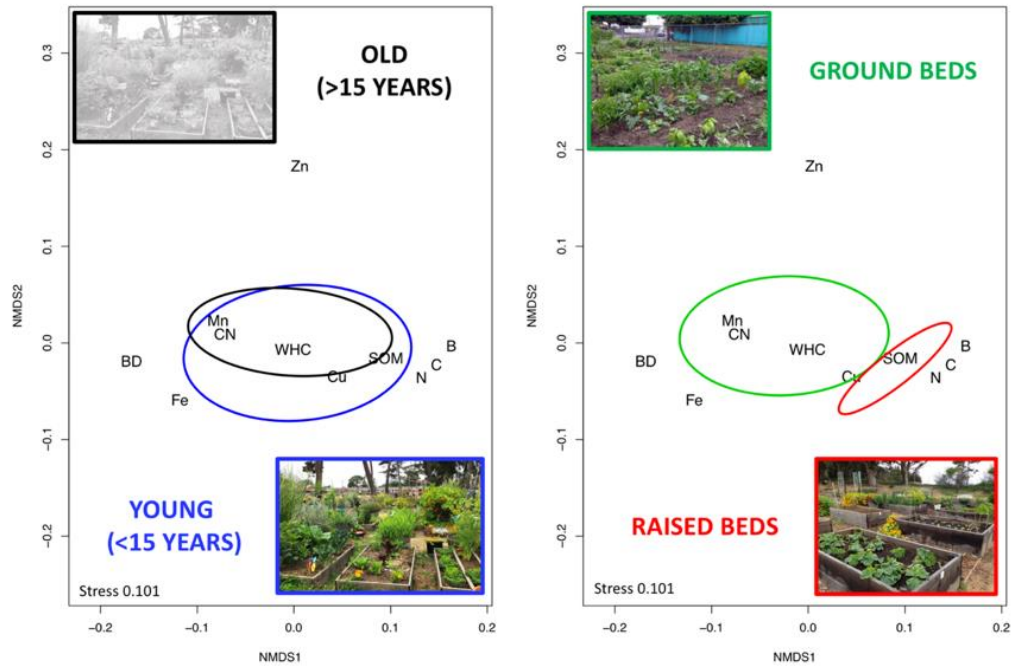 OLD
(>15 YEARS)
GROUND BEDS
0.3
0.2
0.1
0.0
−0.1
−0.2
NMDS2
Zn
Mn
CN
WHC
SOM
Cu
BD
Fe
B
C
N
YOUNG
(<15 YEARS)
Stress 0.101
−0.2
−0.1
0.0
0.1
0.2
NMDS1
0.3
0.2
0.1
0.0
−0.1
−0.2
NMDS2
Zn
Mn
CN
WHC
SOM
Cu
BD
Fe
B
C
N
RAISED BEDS
Stress 0.101
−0.2
−0.1
0.0
0.1
0.2
NMDS1